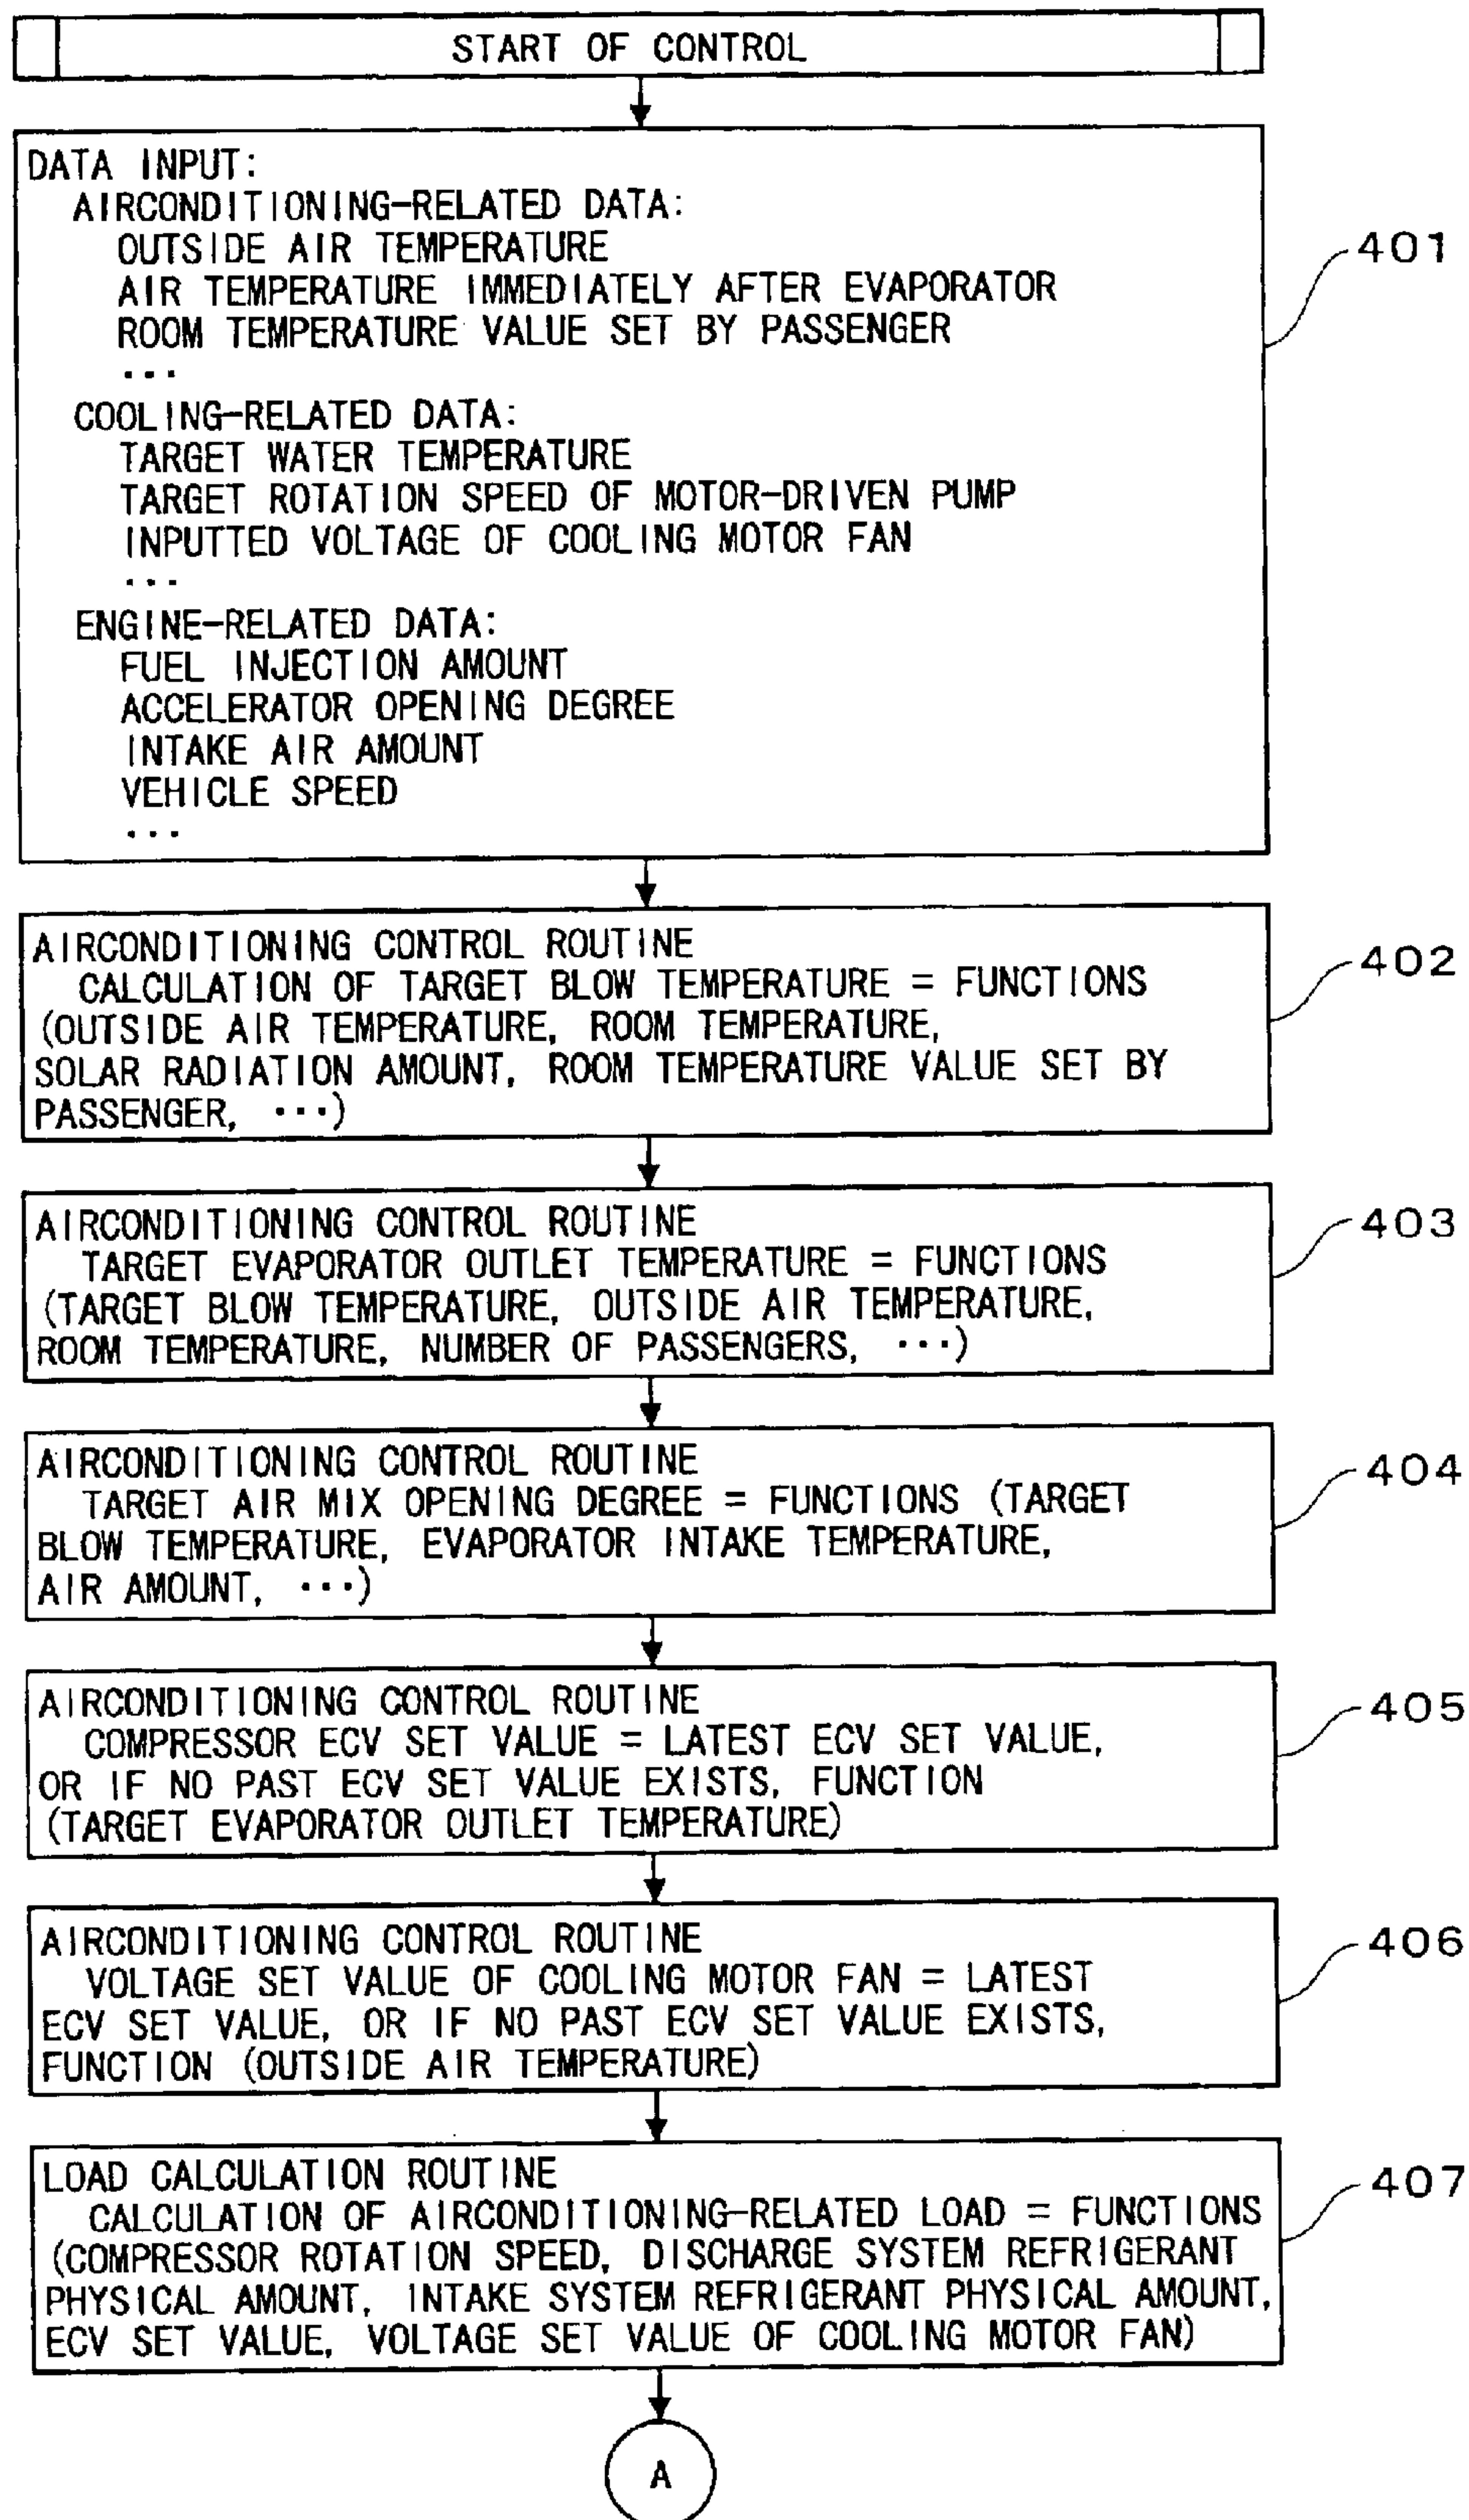 START OF CONTROL
DATA INPUT:
AIRCONDITIONING-RELATED DATA:
OUTSIDE AIR TEMPERATURE
AIR TEMPERATURE IMMEDIATELY AFTER EVAPORATOR
ROOM TEMPERATURE VALUE SET BY PASSENGER
...
401
COOLING-RELATED DATA:
TARGET WATER TEMPERATURE
TARGET ROTATION SPEED OF MOTOR-DRIVEN PUMP
INPUTTED VOLTAGE OF COOLING MOTOR FAN
...
ENGINE-RELATED DATA:
FUEL INJECTION AMOUNT
ACCELERATOR OPENING DEGREE
INTAKE AIR AMOUNT
VEHICLE SPEED
...
AIRCONDITIONING CONTROL ROUTINE
402
CALCULATION OF TARGET BLOW TEMPERATURE = FUNCTIONS
(OUTSIDE AIR TEMPERATURE, ROOM TEMPERATURE,
SOLAR RADIATION AMOUNT, ROOM TEMPERATURE VALUE SET BY
PASSENGER, ...)
AIRCONDITIONING CONTROL ROUTINE
403
TARGET EVAPORATOR OUTLET TEMPERATURE = FUNCTIONS
(TARGET BLOW TEMPERATURE, OUTSIDE AIR TEMPERATURE,
ROOM TEMPERATURE, NUMBER OF PASSENGERS, ...)
AIRCONDITIONING CONTROL ROUTINE
404
TARGET AIR MIX OPENING DEGREE = FUNCTIONS (TARGET
BLOW TEMPERATURE, EVAPORATOR INTAKE TEMPERATURE,
AIR AMOUNT, ...)
AIRCONDITIONING CONTROL ROUTINE
405
COMPRESSOR ECV SET VALUE = LATEST ECV SET VALUE,
OR IF NO PAST ECV SET VALUE EXISTS, FUNCTION
(TARGET EVAPORATOR OUTLET TEMPERATURE)
AIRCONDITIONING CONTROL ROUTINE
406
VOLTAGE SET VALUE OF COOLING MOTOR FAN = LATEST
ECV SET VALUE, OR IF NO PAST ECV SET VALUE EXISTS,
FUNCTION (OUTSIDE AIR TEMPERATURE)
LOAD CALCULATION ROUTINE
407
CALCULATION OF AIRCONDITIONING-RELATED LOAD = FUNCTIONS
(COMPRESSOR ROTATION SPEED, DISCHARGE SYSTEM REFRIGERANT
PHYSICAL AMOUNT, INTAKE SYSTEM REFRIGERANT PHYSICAL AMOUNT,
ECV SET VALUE, VOLTAGE SET VALUE OF COOLING MOTOR FAN)
A